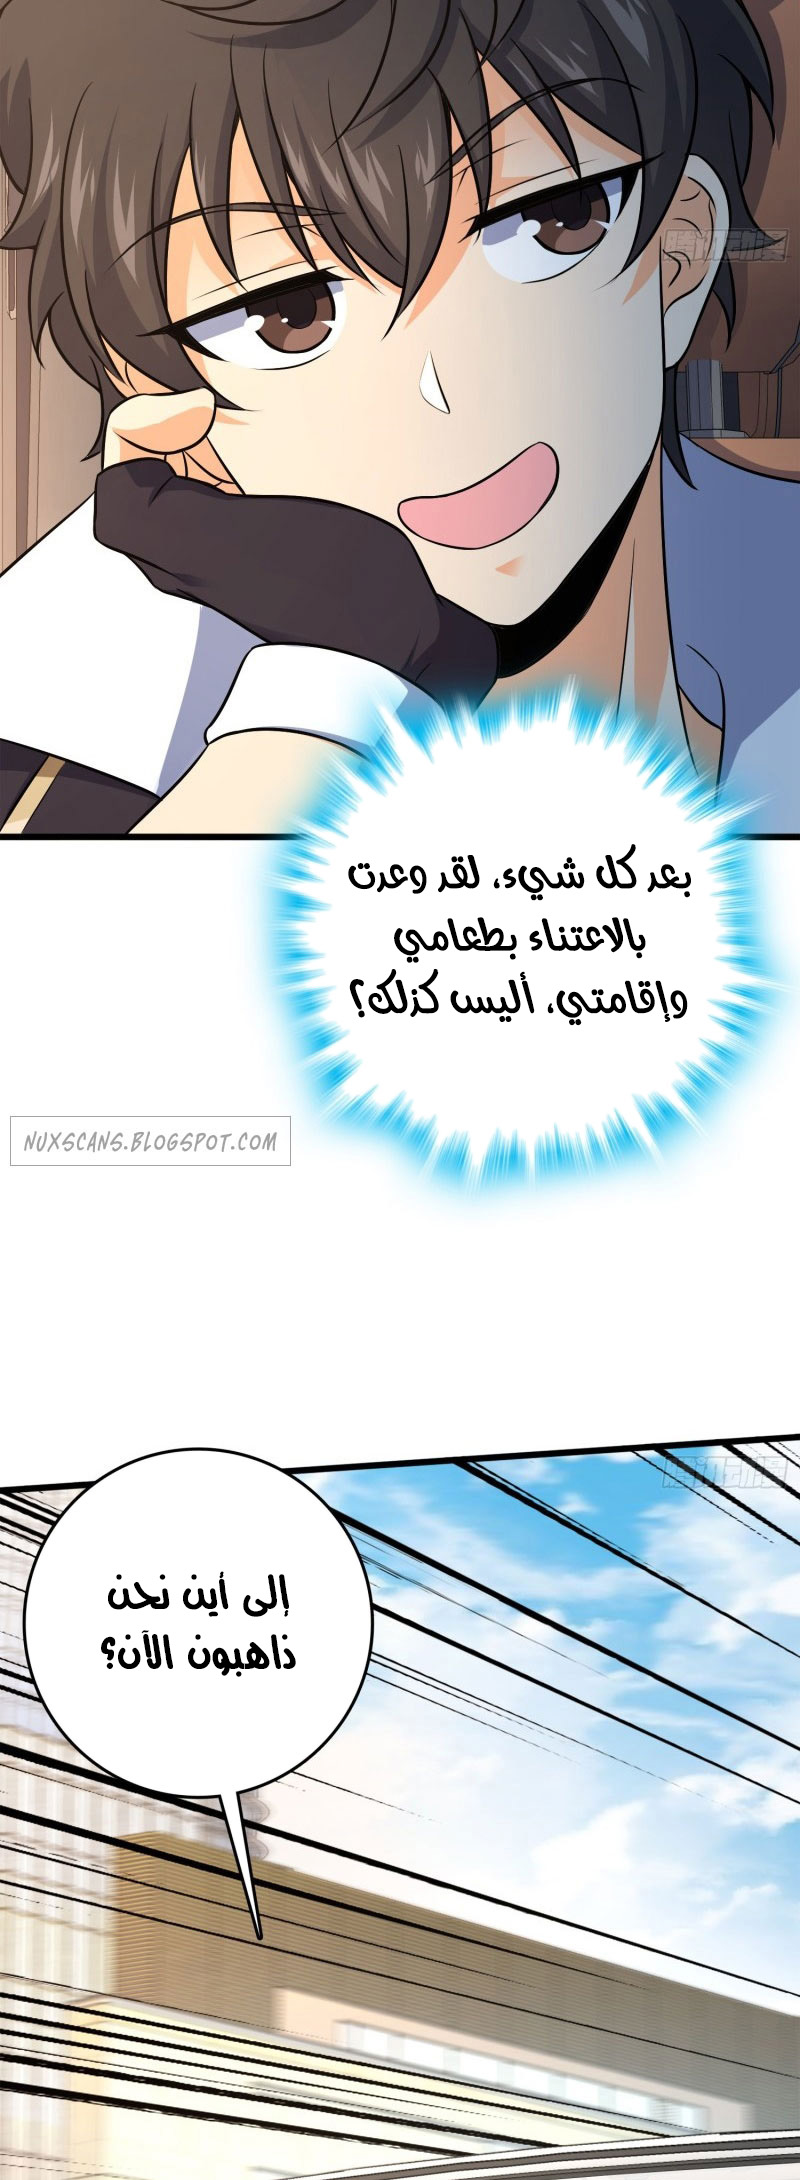 بعد كل شيء، لقد وعدت
بالاعتناء بطعامي
وإقامتي، أليس كذلك؟
NUXSCANS.BLOGSPOT.COM
إلى أين نحن
ذاهبون الآن؟